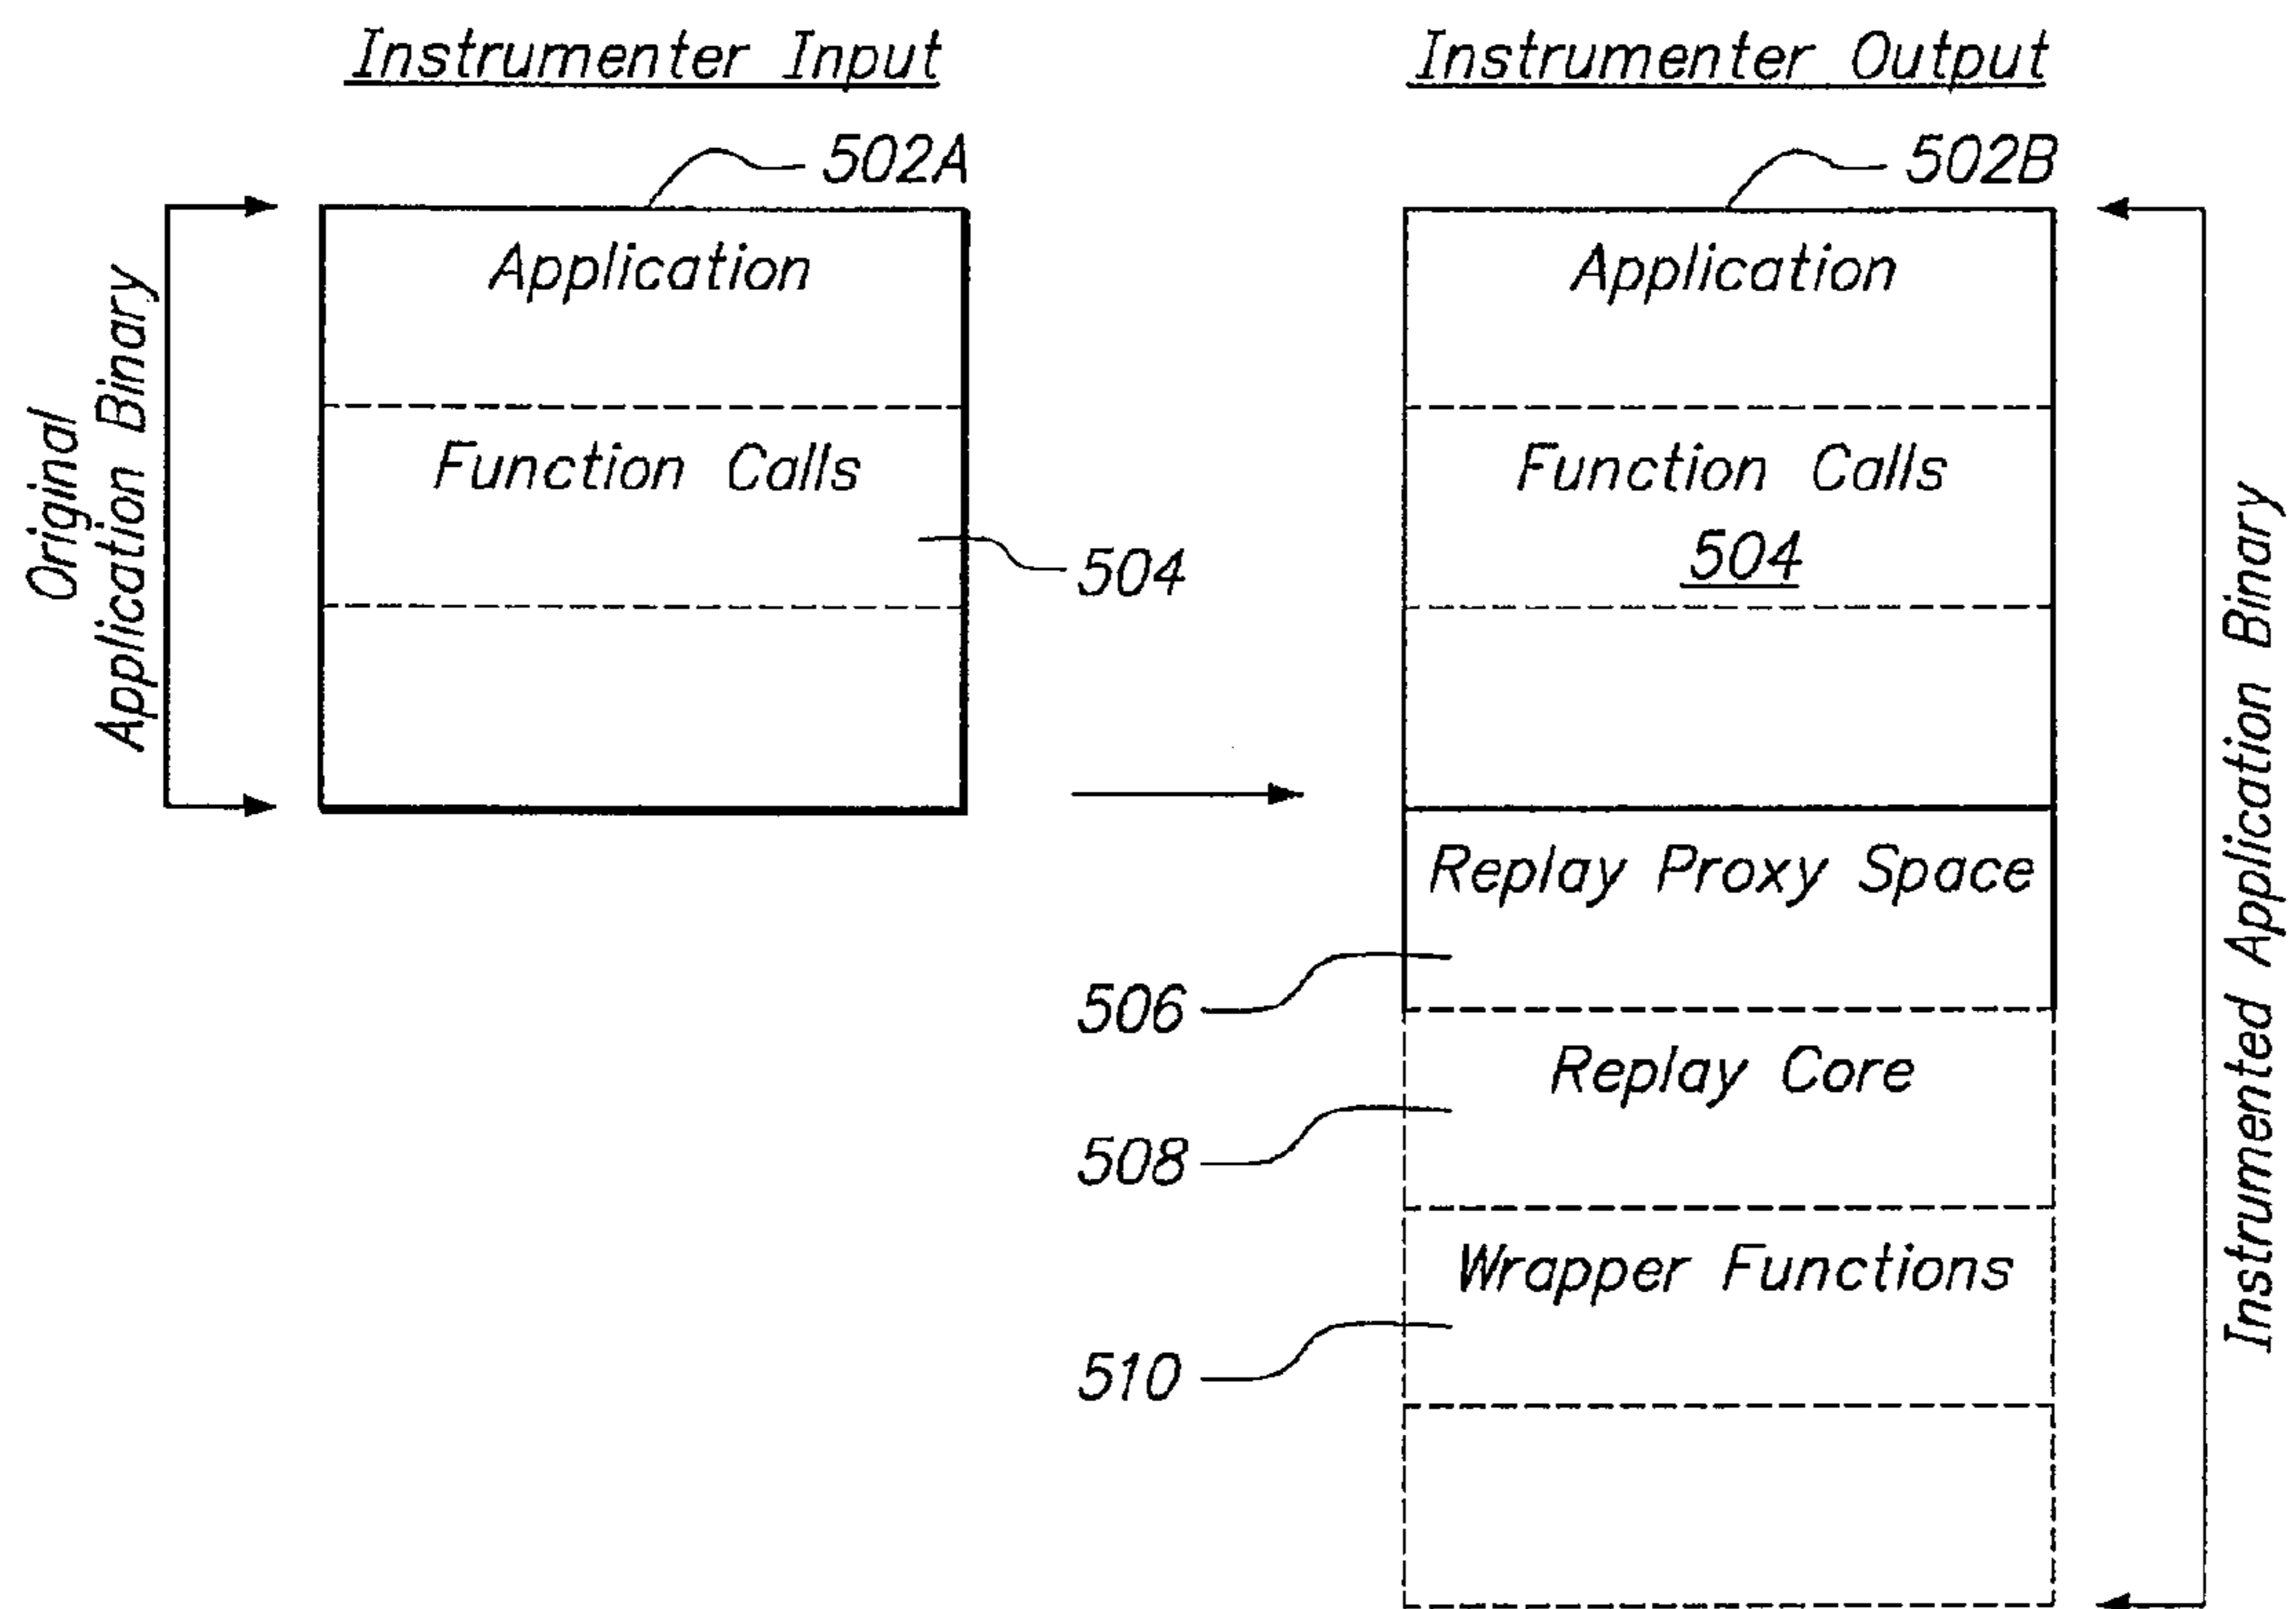 Instrumenter Input
502A
Original
Application Binary
Application
Function Calls
504
Instrumenter Output
502B
Application
Function Calls
504
Replay Proxy Space
506
Replay Core
508
Wrapper Functions
510
Instrumented Application Binary